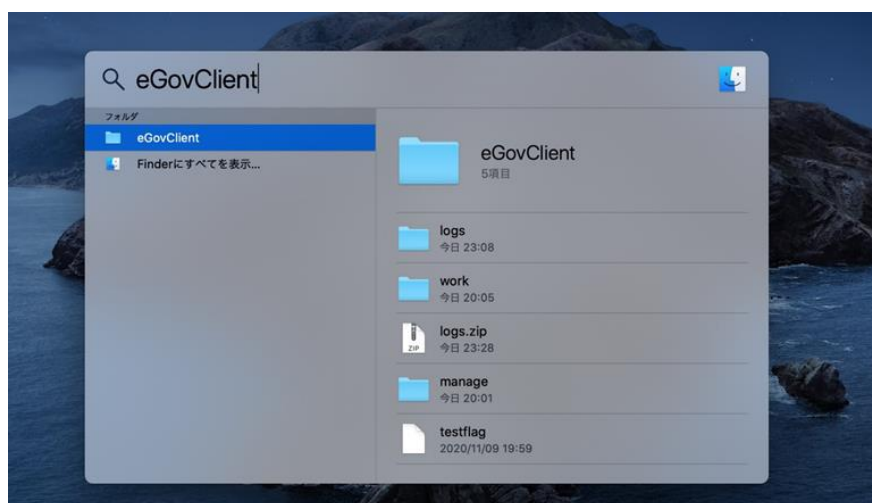 eGovClient
フォルダ
eGovClient
Finderにすべてを表示...
eGovClient
5項目
logs
今日 23:08
work
今日 20:05
ZIP
logs.zip
今日 23:28
manage
今日 20:01
testflag
2020/11/09 19:59